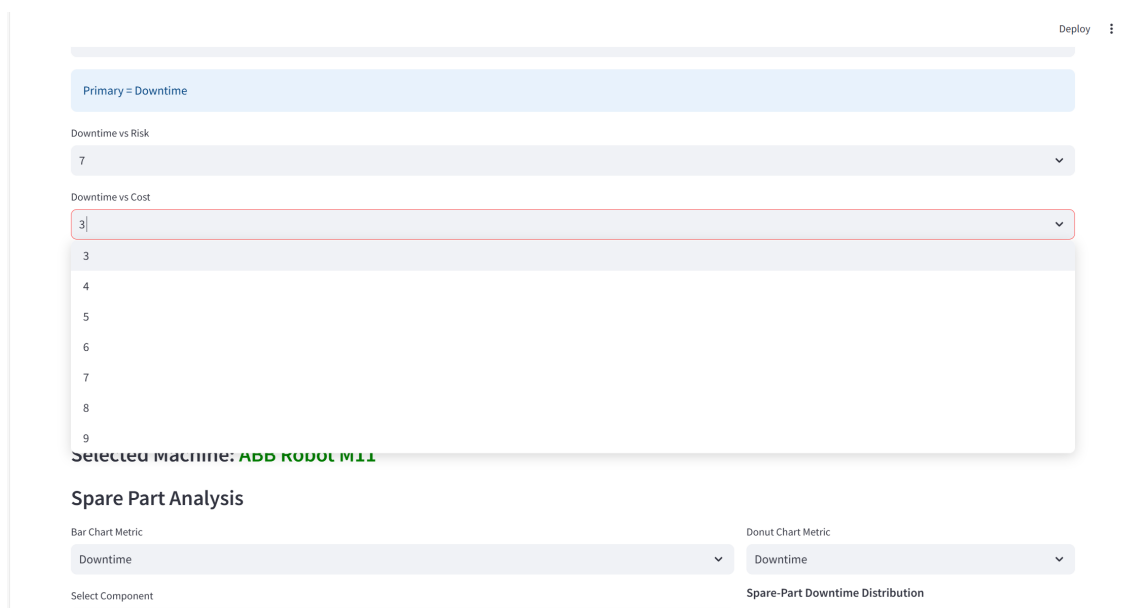 Deploy
Primary = Downtime
Downtime vs Risk
7
Downtime vs Cost
3
3
4
5
6
7
8
9
Selected Machine: ABB Robot M11
Spare Part Analysis
Bar Chart Metric
Donut Chart Metric
Downtime
Downtime
Select Component
Spare-Part Downtime Distribution